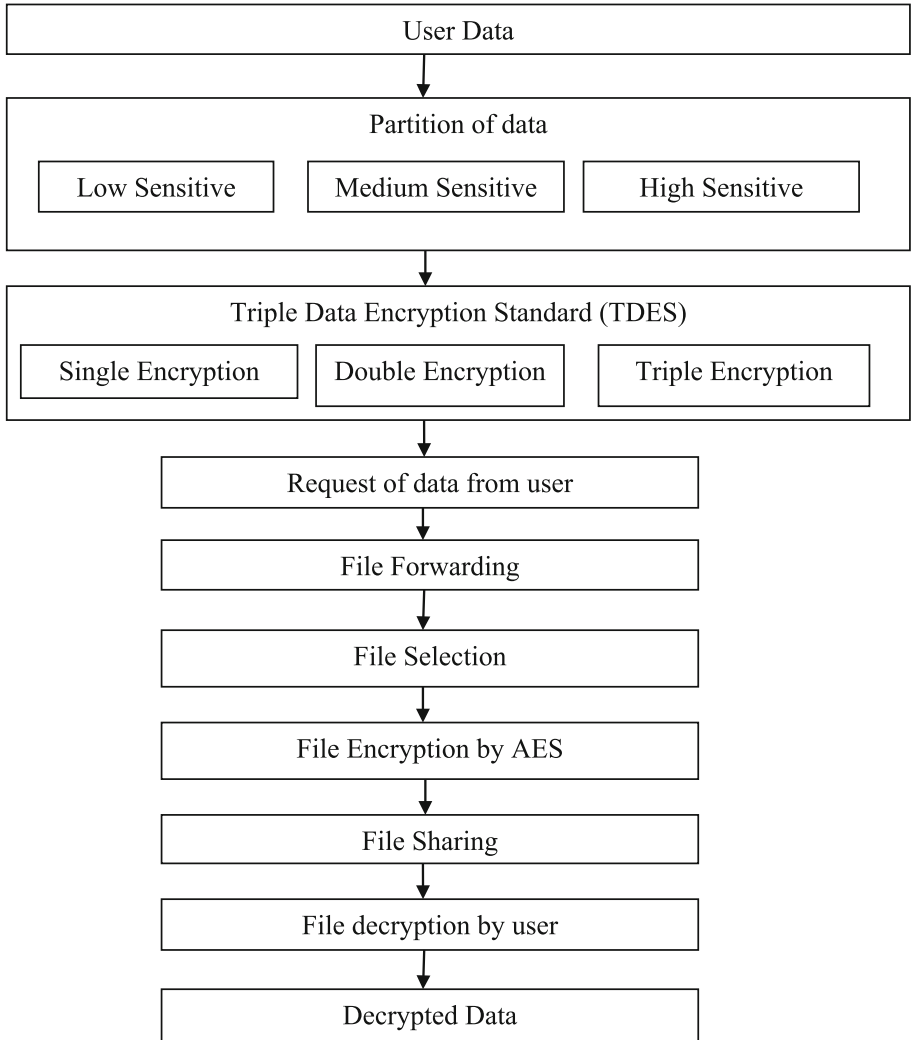 User Data
Partition of data
Low Sensitive
Medium Sensitive
High Sensitive
Triple Data Encryption Standard (TDES)
Single Encryption
Double Encryption
Triple Encryption
Request of data from user
File Forwarding
File Selection
File Encryption by AES
File Sharing
File decryption by user
Decrypted Data